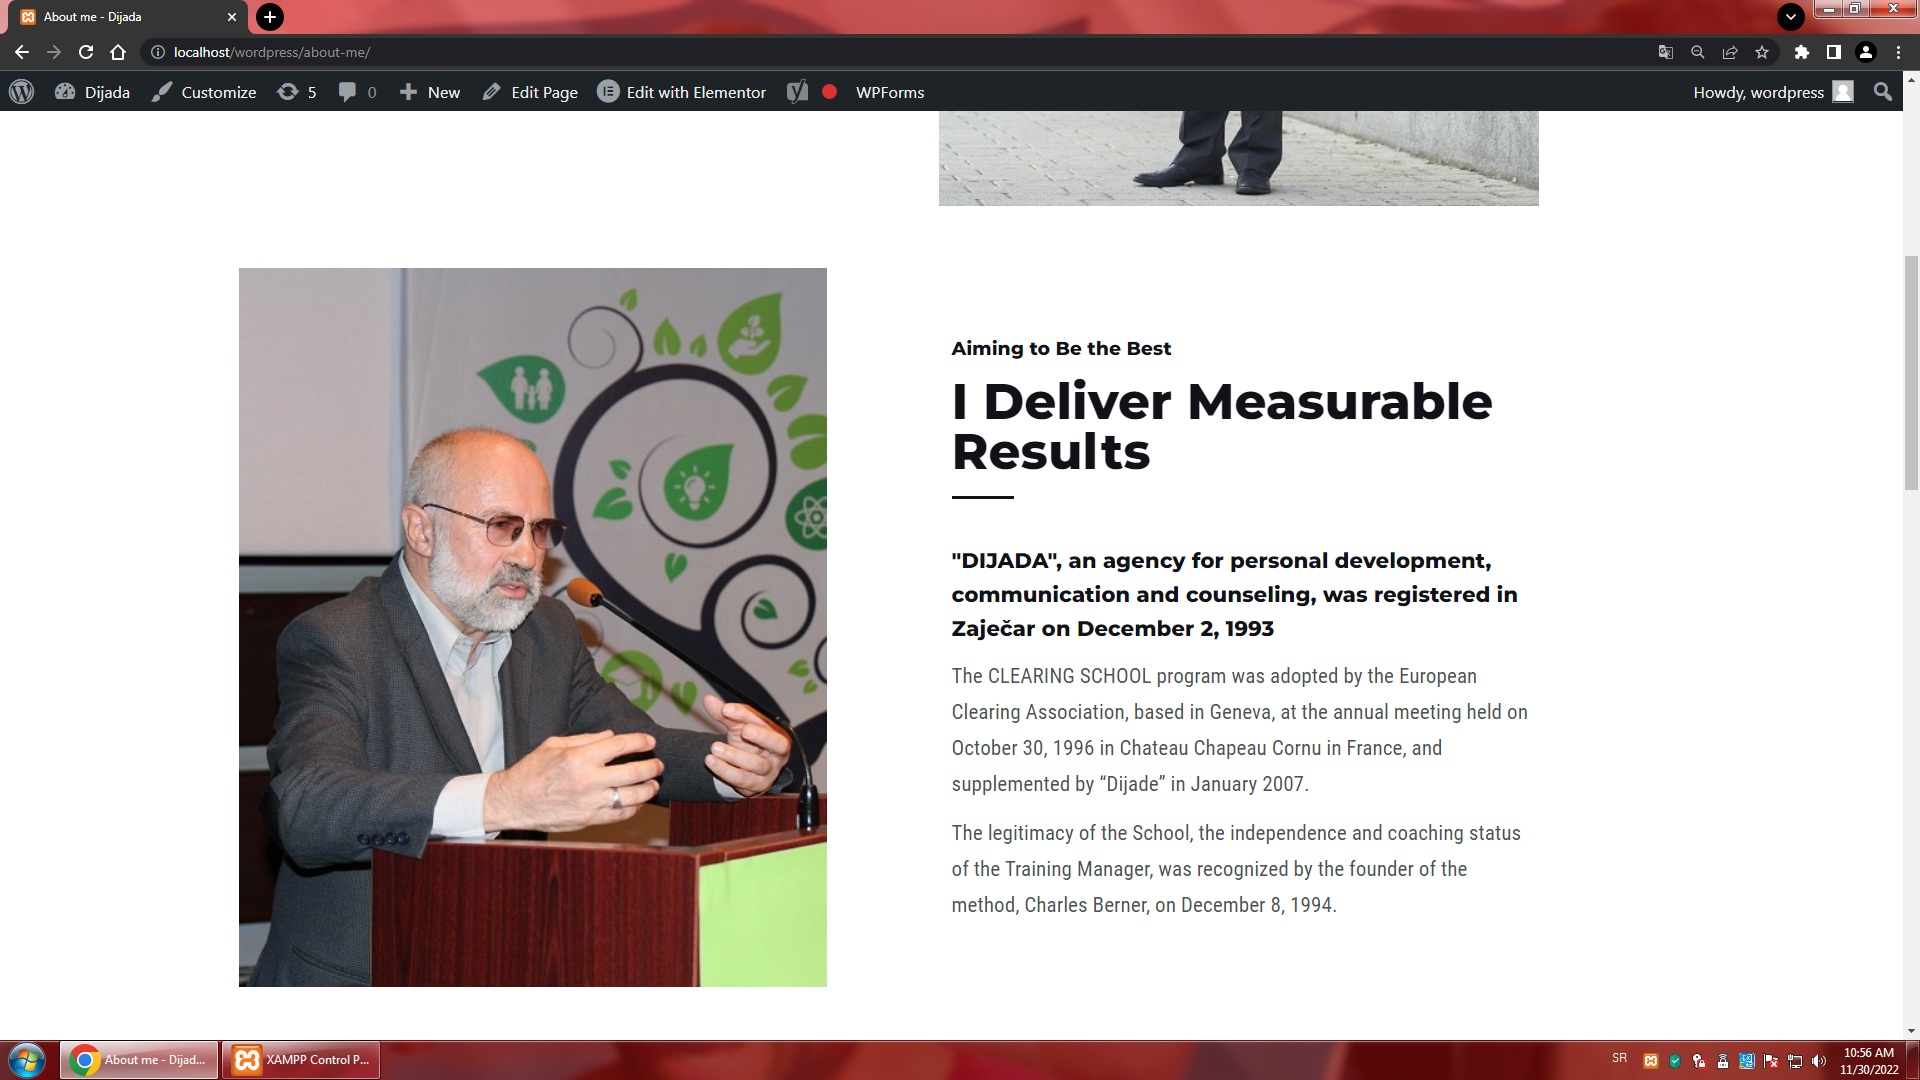 About me - Dijada
localhost/wordpress/about-me/
Dijada Customize 5 0 New Edit Page Edit with Elementor WPForms Howdy, wordpress
Aiming to Be the Best
I Deliver Measurable
Results
"DIJADA", an agency for personal development,
communication and counseling, was registered in
Zaječar on December 2, 1993
The CLEARING SCHOOL program was adopted by the European
Clearing Association, based in Geneva, at the annual meeting held on
October 30, 1996 in Chateau Chapeau Cornu in France, and
supplemented by “Dijade” in January 2007.
The legitimacy of the School, the independence and coaching status
of the Training Manager, was recognized by the founder of the
method, Charles Berner, on December 8, 1994.
About me - Dijad... XAMPP Control P... SR 10:56 AM
11/30/2022